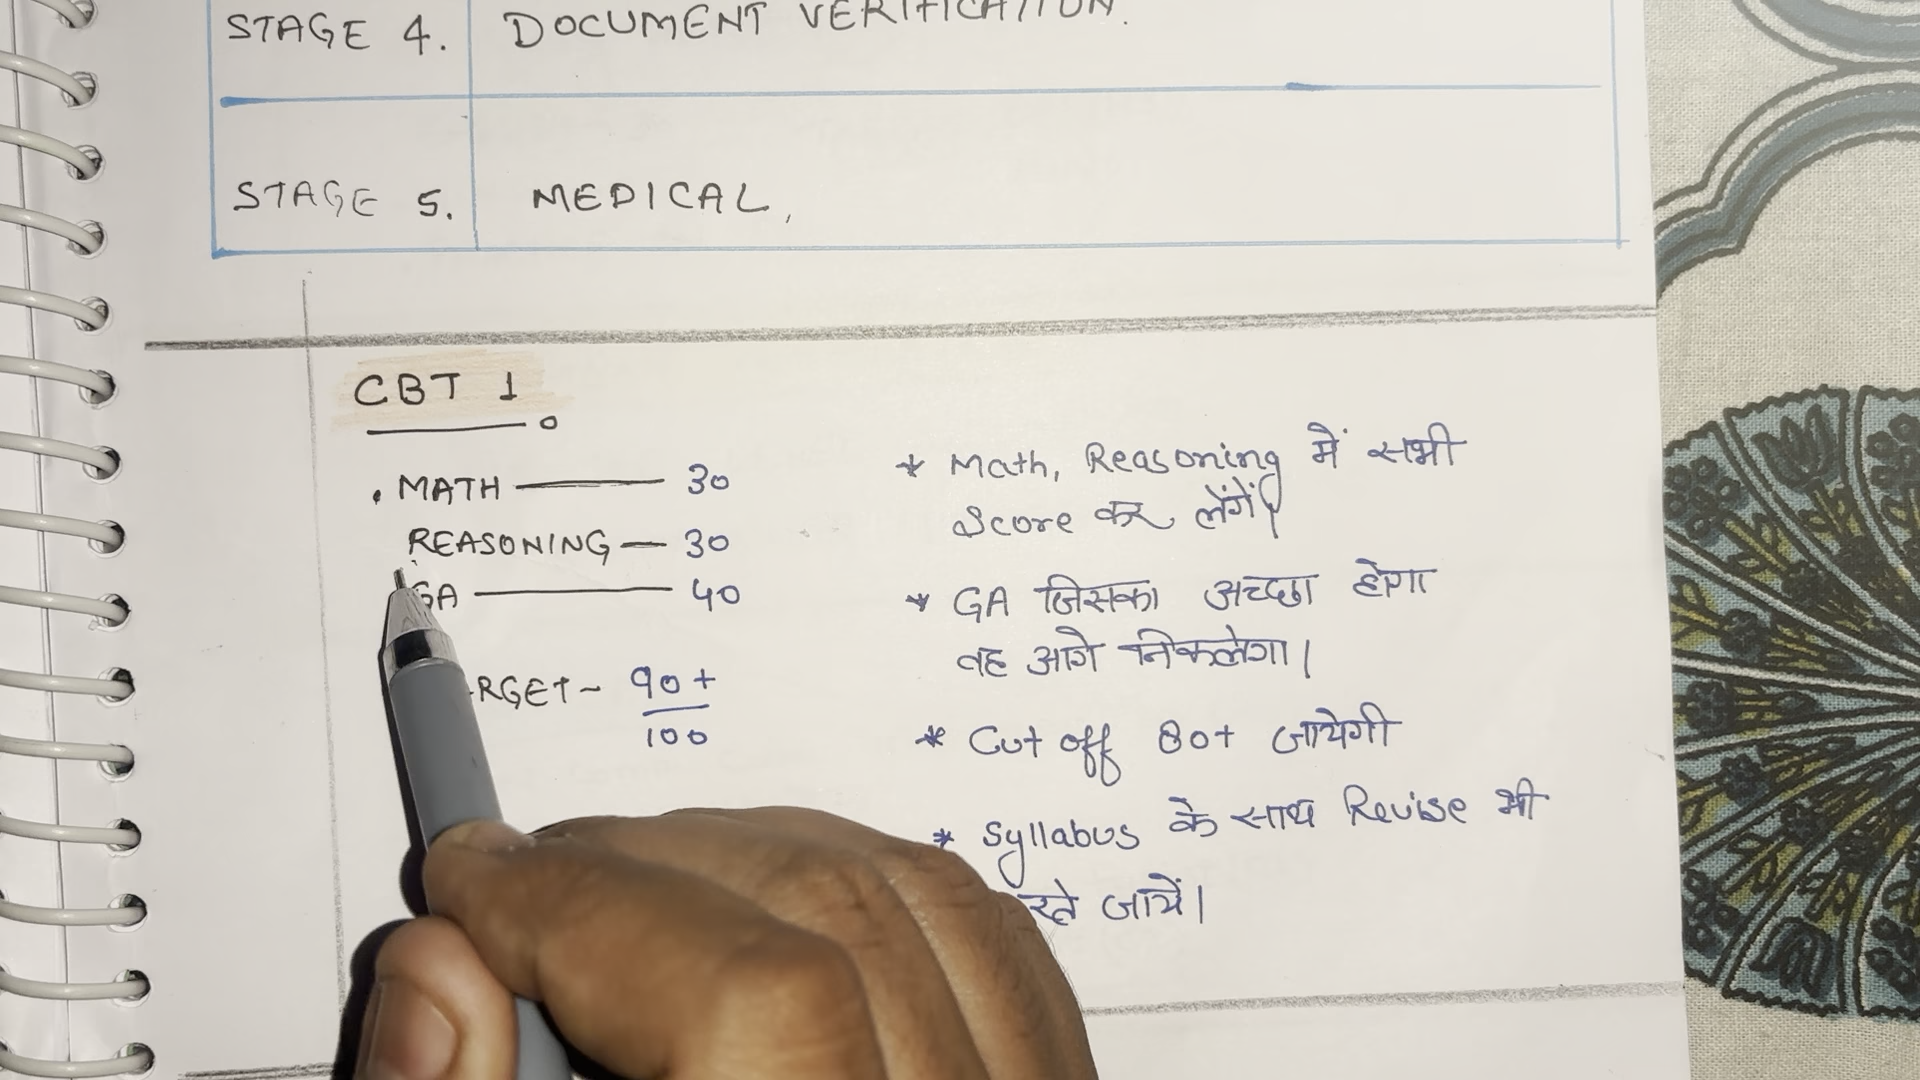 STAGE 4. DOCUMENT VERIFICATION.
STAGE 5. MEDICAL,
CBT 1
. MATH — 30
REASONING — 30
GA — 40
RGET - 90+
100
* Math, Reasoning में सभी
Score कर लेंगें।
* GA जिसका अच्छा होगा
वह आगे निकलेगा।
* Cut off 80+ जायेगी
* Syllabus के साथ Revise भी
रते जायें।